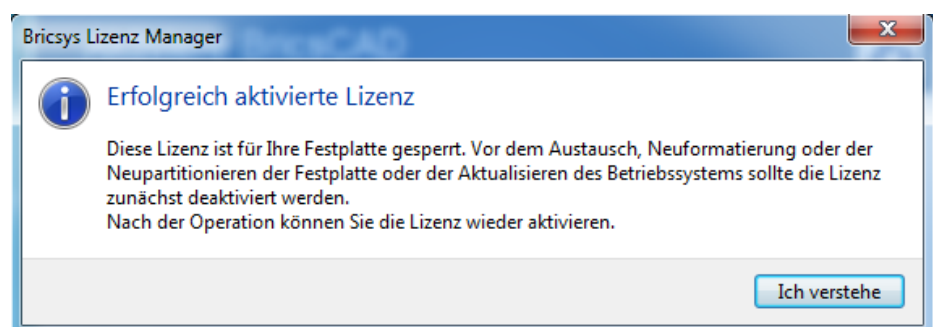 Bricsys Lizenz Manager
BricsCAD
Erfolgreich aktivierte Lizenz
Diese Lizenz ist für Ihre Festplatte gesperrt. Vor dem Austausch, Neuformatierung oder der
Neupartitionieren der Festplatte oder der Aktualisieren des Betriebssystems sollte die Lizenz
zunächst deaktiviert werden.
Nach der Operation können Sie die Lizenz wieder aktivieren.
Ich verstehe